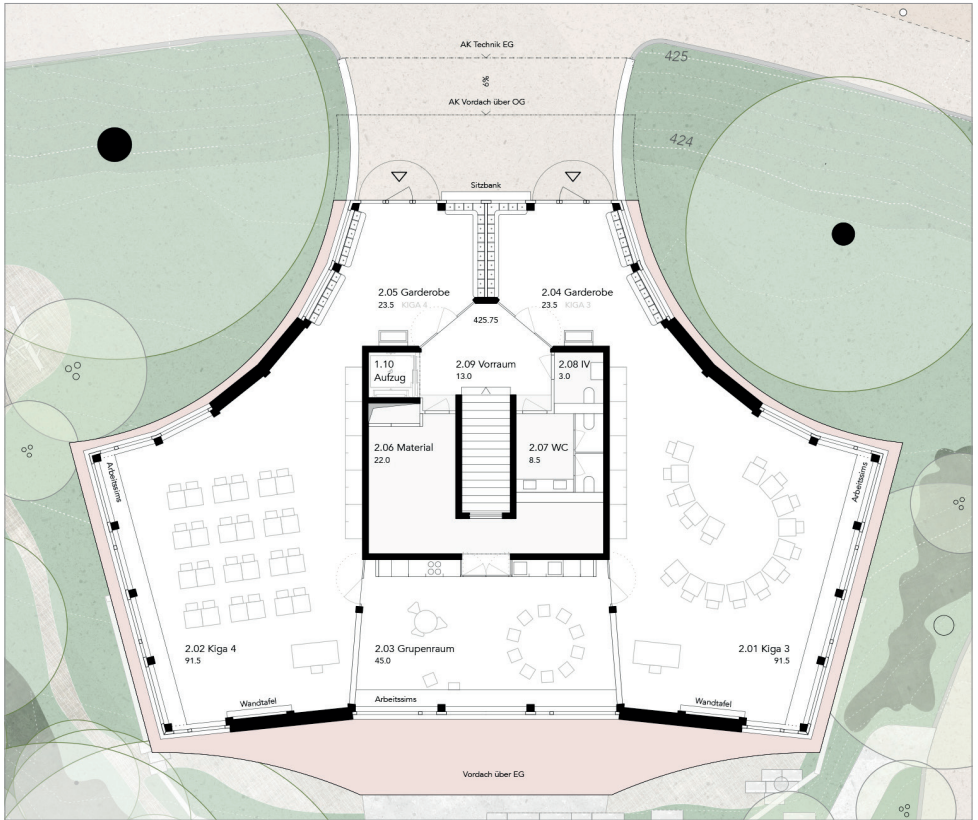 AK Technik EG
425
6%
AK Vordach über OG
424
Sitzbank
2.05 Garderobe
23.5 KIGA 4
2.04 Garderobe
23.5 KIGA 3
425.75
1.10
Aufzug
2.09 Vorraum
13.0
2.08 IV
3.0
2.06 Material
22.0
2.07 WC
8.5
Arbeitssims
Arbeitssims
2.02 Kiga 4
91.5
2.03 Grupenraum
45.0
2.01 Kiga 3
91.5
Wandtafel
Arbeitssims
Wandtafel
Vordach über EG